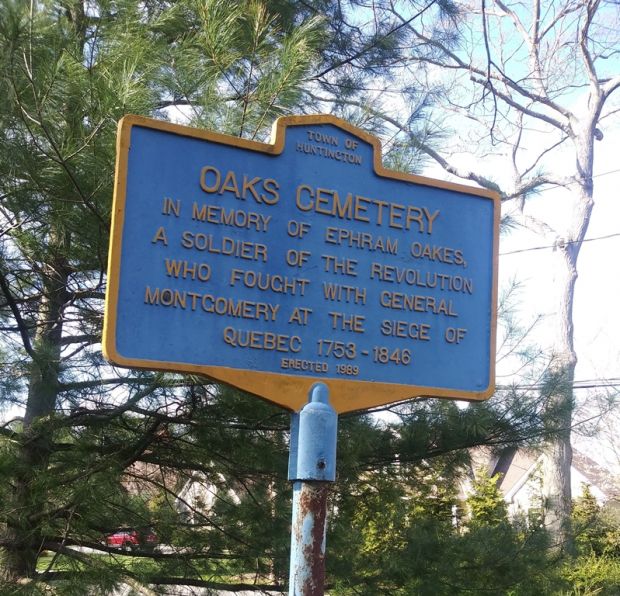 TOWN OF
HUNTINGTON
OAKS CEMETERY
IN MEMORY OF EPHRAM OAKES,
A SOLDIER OF THE REVOLUTION
WHO FOUGHT WITH GENERAL
MONTGOMERY AT THE SIEGE OF
QUEBEC 1753-1846
ERECTED 1989